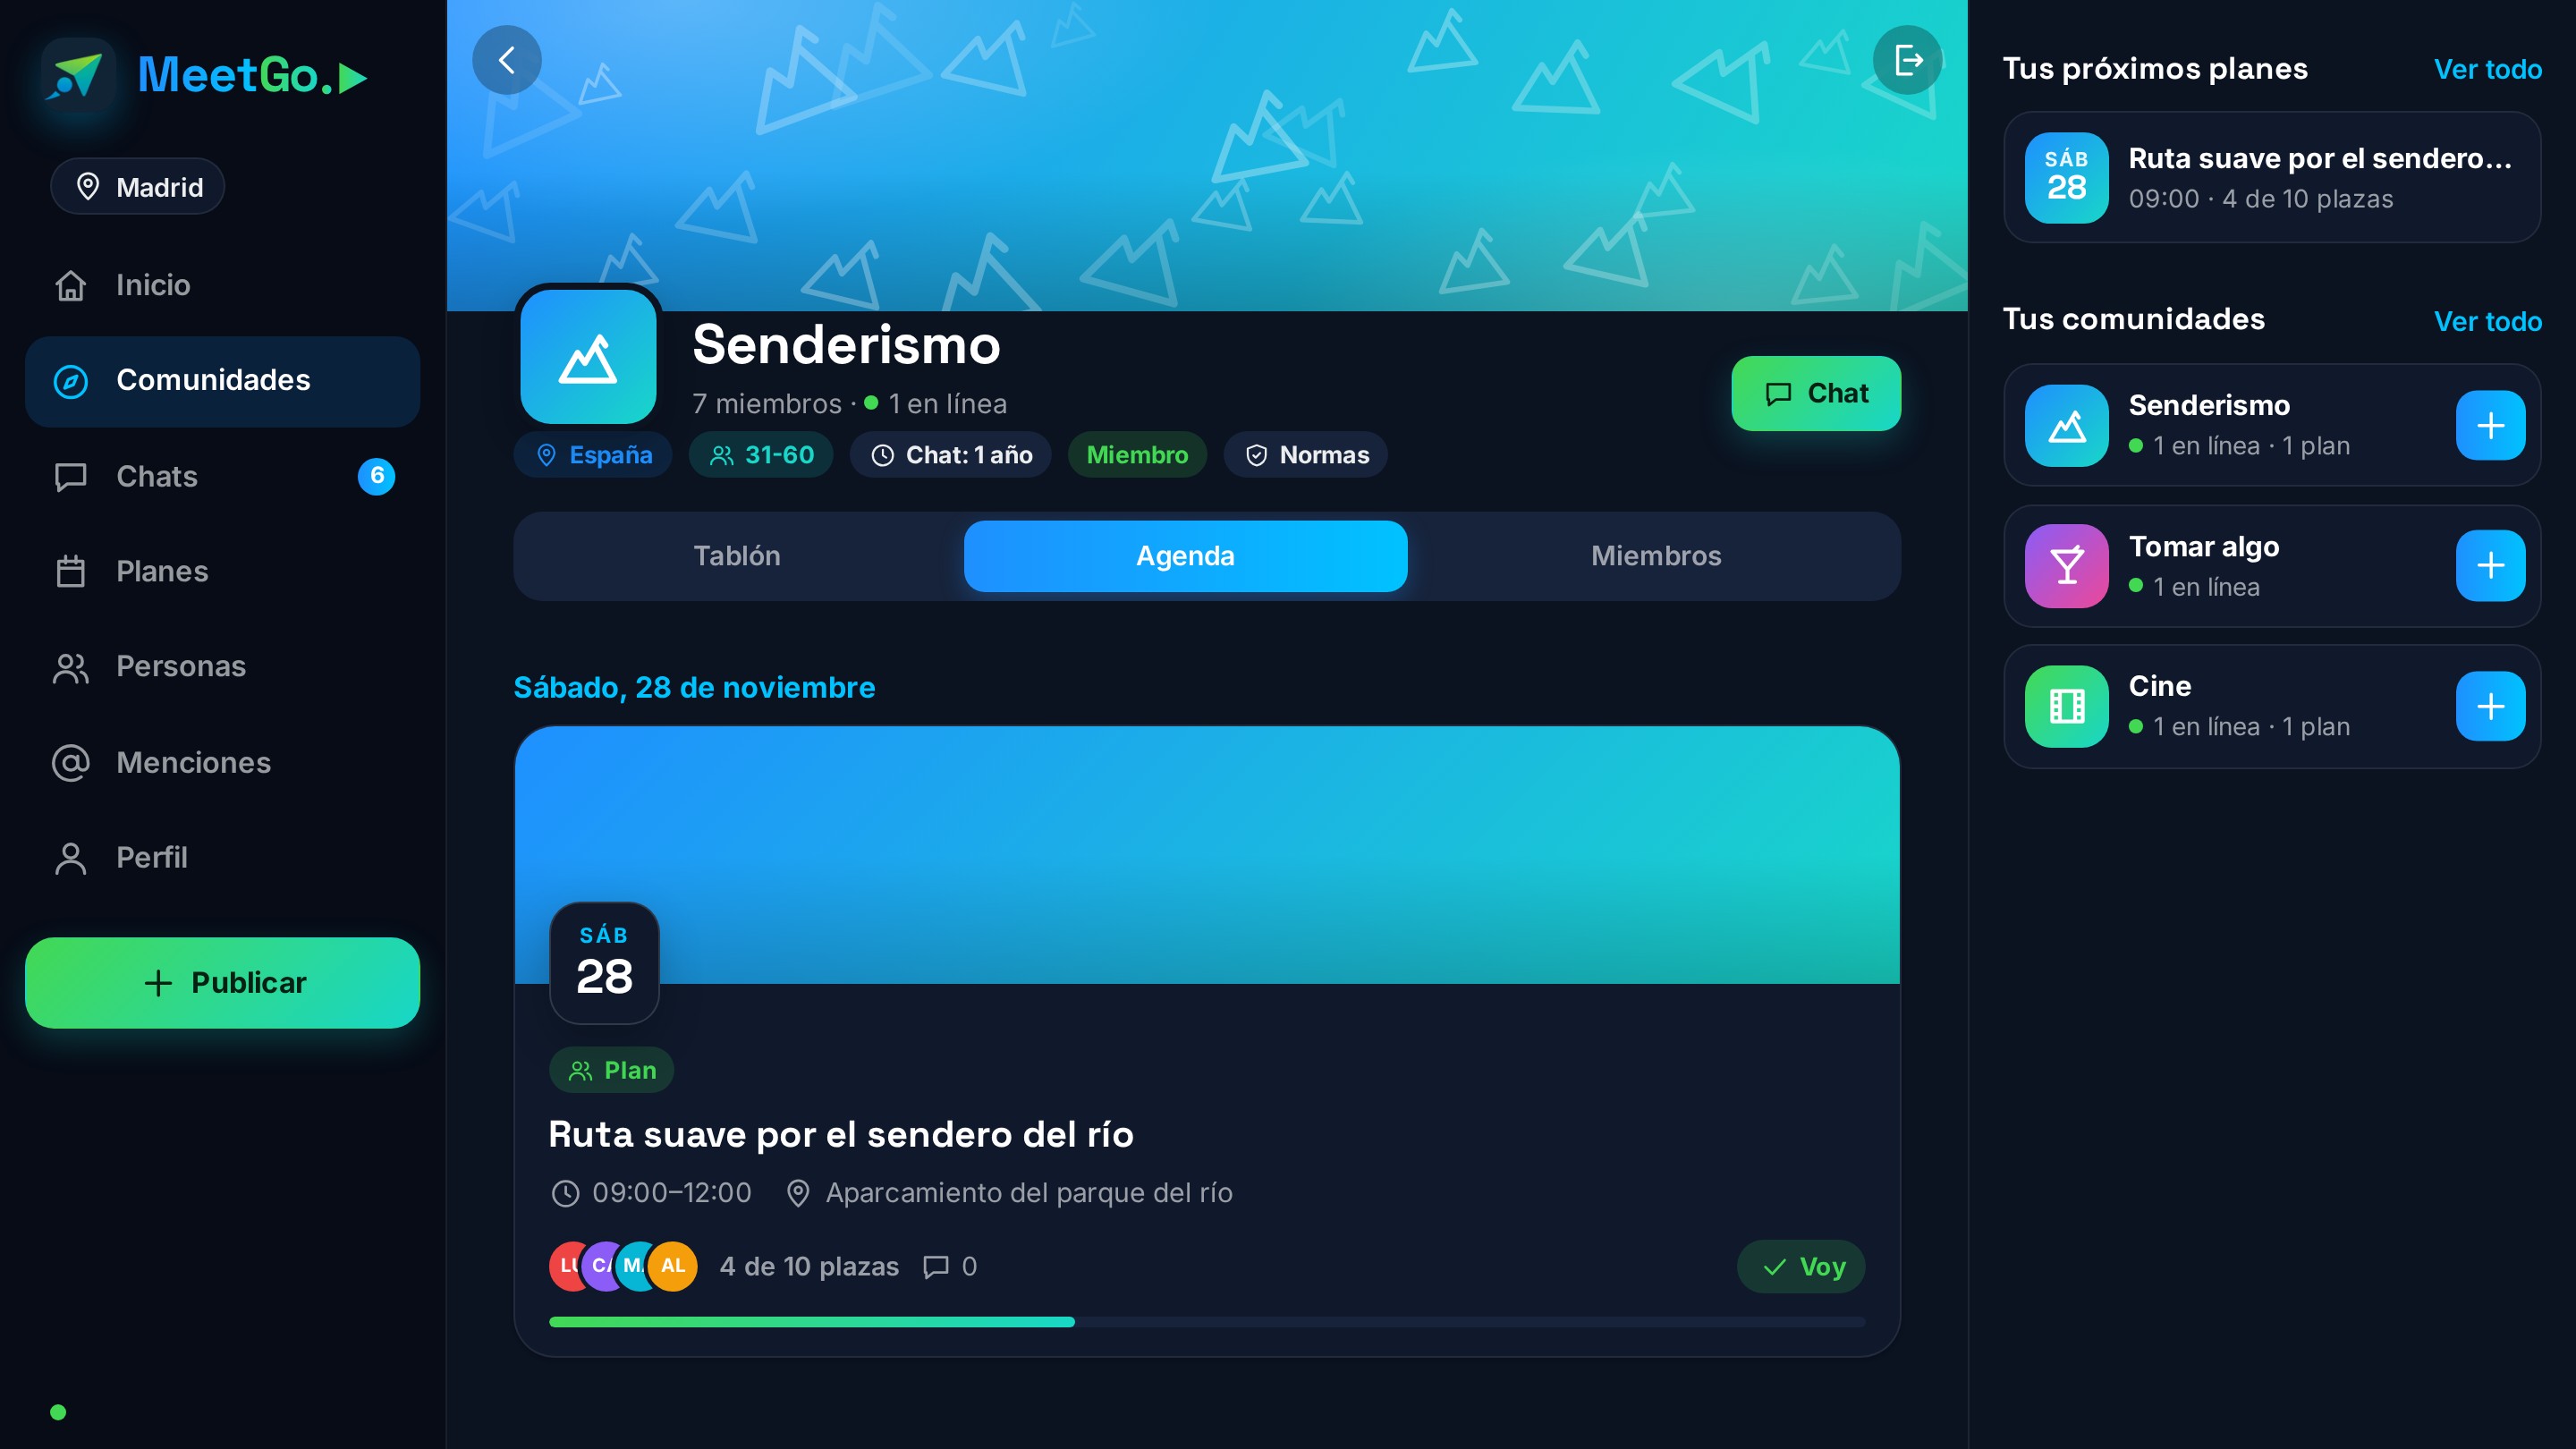 MeetGo.
Madrid
Inicio
Comunidades
Chats
6
Planes
Personas
Menciones
Perfil
Publicar
Senderismo
7 miembros · 1 en línea
Chat
España
31-60
Chat: 1 año
Miembro
Normas
Tablón
Agenda
Miembros
Sábado, 28 de noviembre
SÁB
28
Plan
Ruta suave por el sendero del río
09:00–12:00
Aparcamiento del parque del río
AL
4 de 10 plazas
0
Voy
Tus próximos planes
Ver todo
SÁB
28
Ruta suave por el sendero...
09:00 · 4 de 10 plazas
Tus comunidades
Ver todo
Senderismo
1 en línea · 1 plan
Tomar algo
1 en línea
Cine
1 en línea · 1 plan